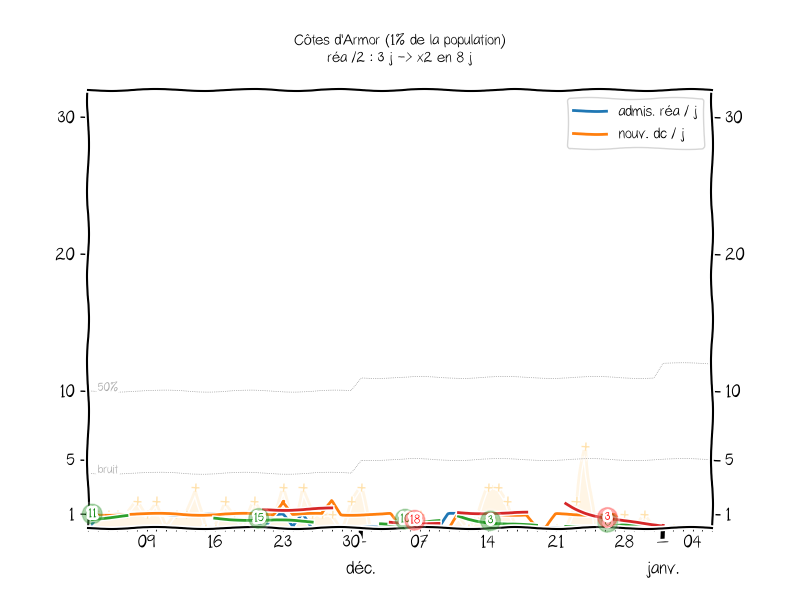 Côtes d'Armor (1% de la population)
réa /2 : 3 j -> x2 en 8 j
admis. réa / j
nouv. dc / j
30 30
20 20
50%
10 10
bruit
5 5
1 1
11 15 18 3 3
09 16 23 30 07 14 21 28 04
déc. janv.